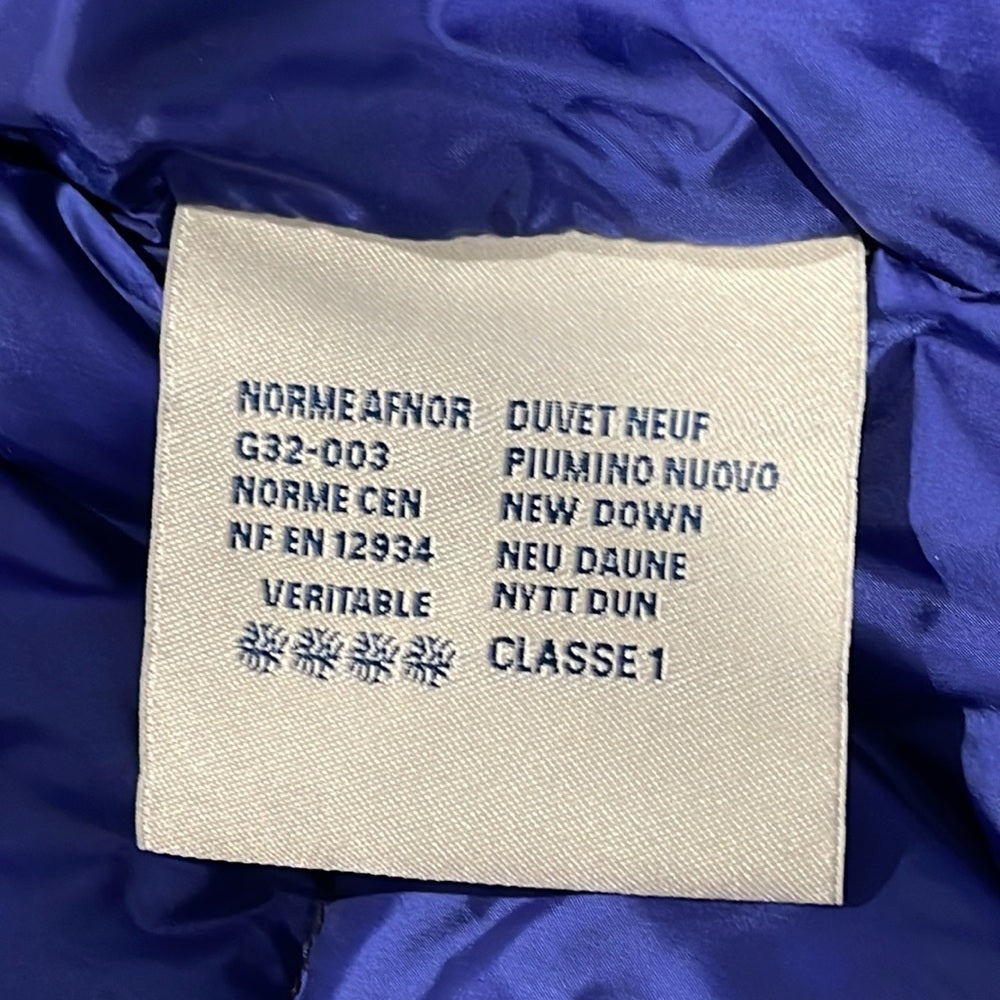 NORME AFNOR
G32-003
NORME CEN
NF EN 12934
VERITABLE
DUVET NEUF
PIUMINO NUOVO
NEW DOWN
NEU DAUNE
NYTT DUN
CLASSE 1